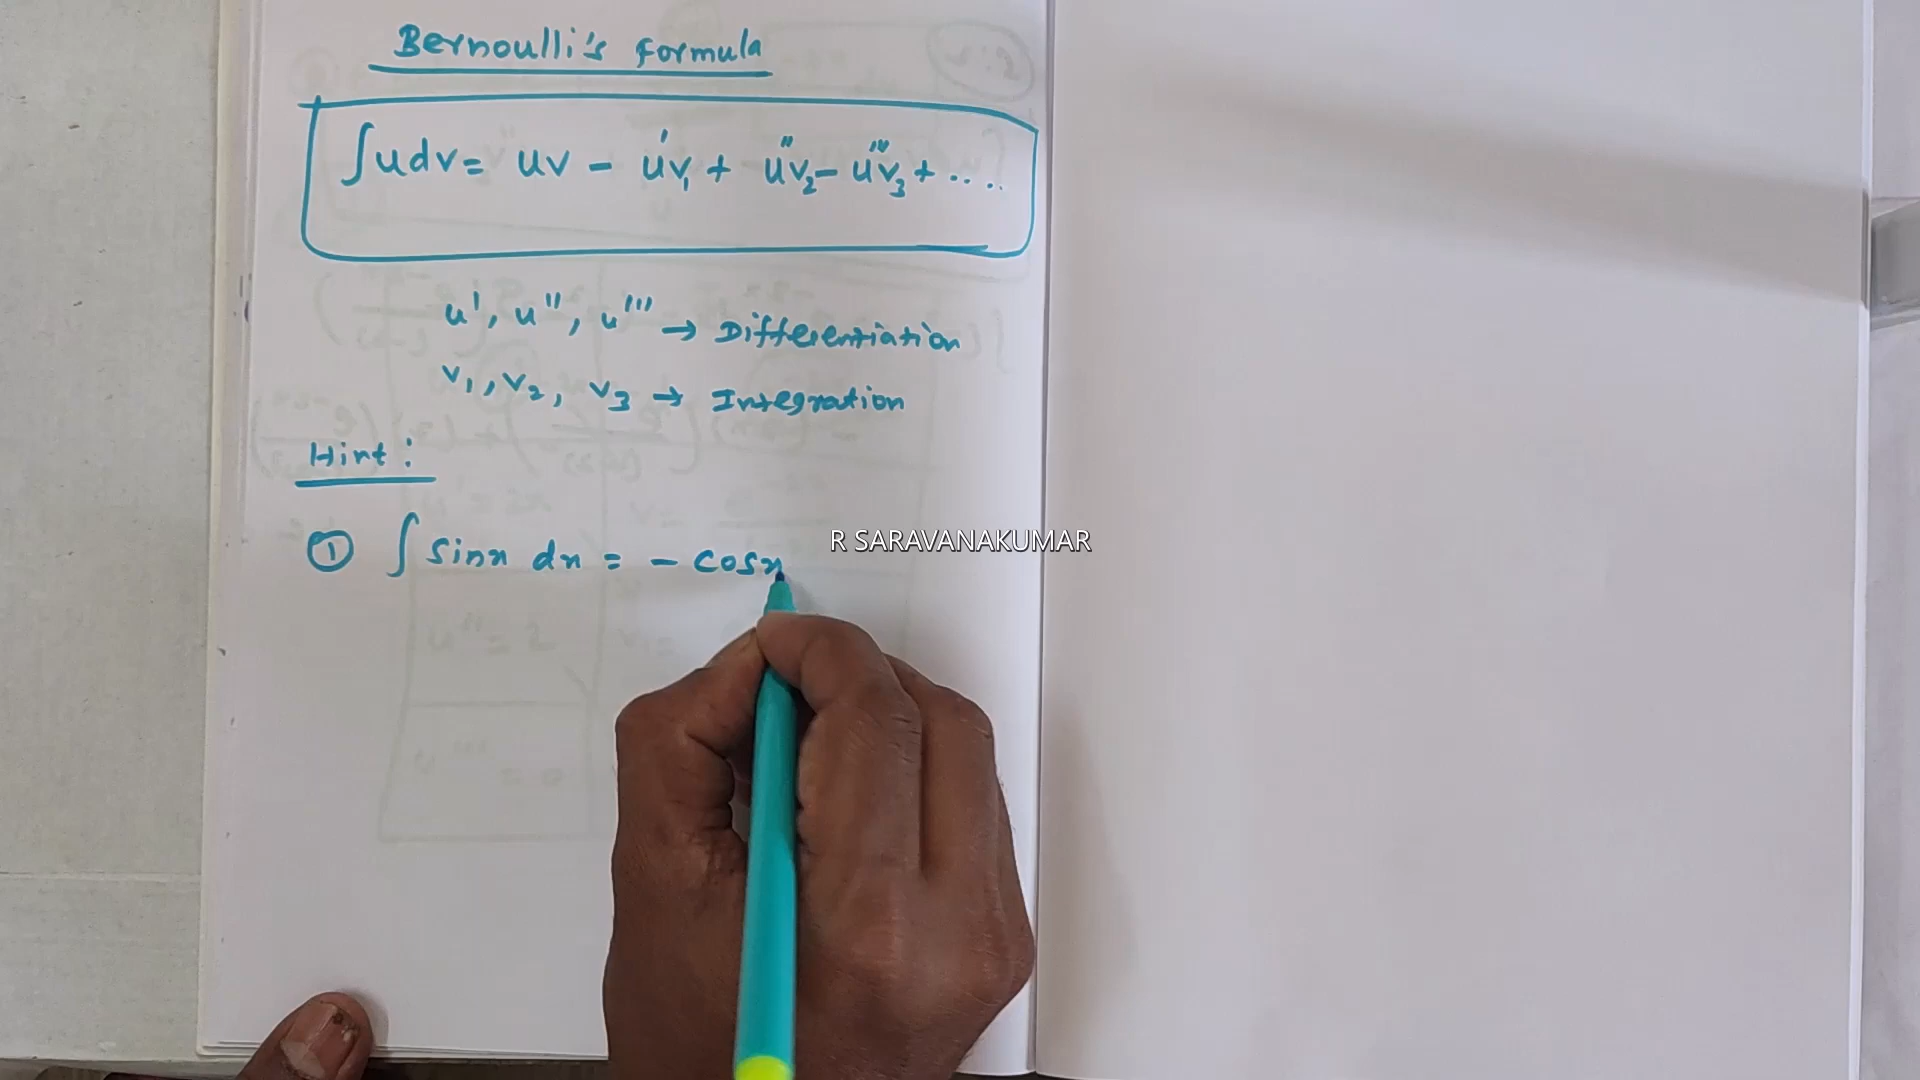 Bernoulli's Formula
∫udv = uv - u'v₁ + u''v₂ - u'''v₃ + ....
u', u'', u''' → Differentiation
v₁, v₂, v₃ → Integration
Hint:
① ∫ sinx dx = - cosx
R SARAVANAKUMAR